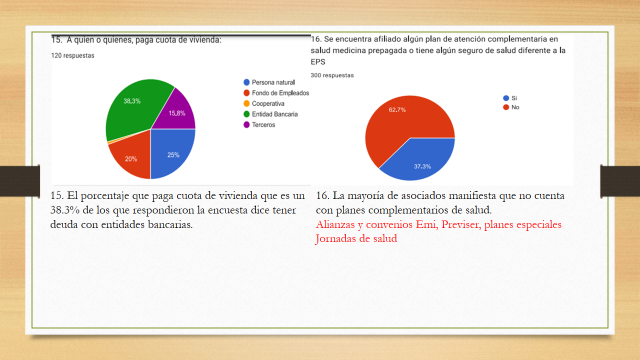 15. A quien o quienes, paga cuota de vivienda:
120 respuestas
38,3%
15,8%
20%
25%
Persona natural
Fondo de Empleados
Cooperativa
Entidad Bancaria
Terceros
15. El porcentaje que paga cuota de vivienda que es un
38.3% de los que respondieron la encuesta dice tener
deuda con entidades bancarias.
16. Se encuentra afiliado algún plan de atención complementaria en
salud medicina prepagada o tiene algún seguro de salud diferente a la
EPS
300 respuestas
62.7%
37.3%
Si
No
16. La mayoría de asociados manifiesta que no cuenta
con planes complementarios de salud.
Alianzas y convenios Emi, Previser, planes especiales
Jornadas de salud